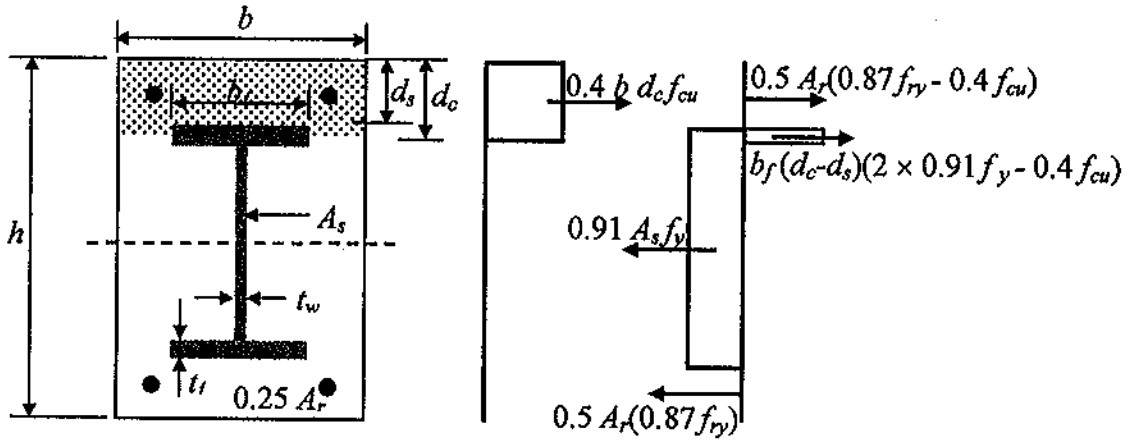 b
0.4 b d_c f_cu
0.5 A_r(0.87 f_ry - 0.4 f_cu)
b_f
d_s
d_c
b_f (d_c-d_s)(2 × 0.91 f_y - 0.4 f_cu)
h
A_s
0.91 A_s f_y
t_w
t_f
0.25 A_r
0.5 A_r(0.87 f_ry)